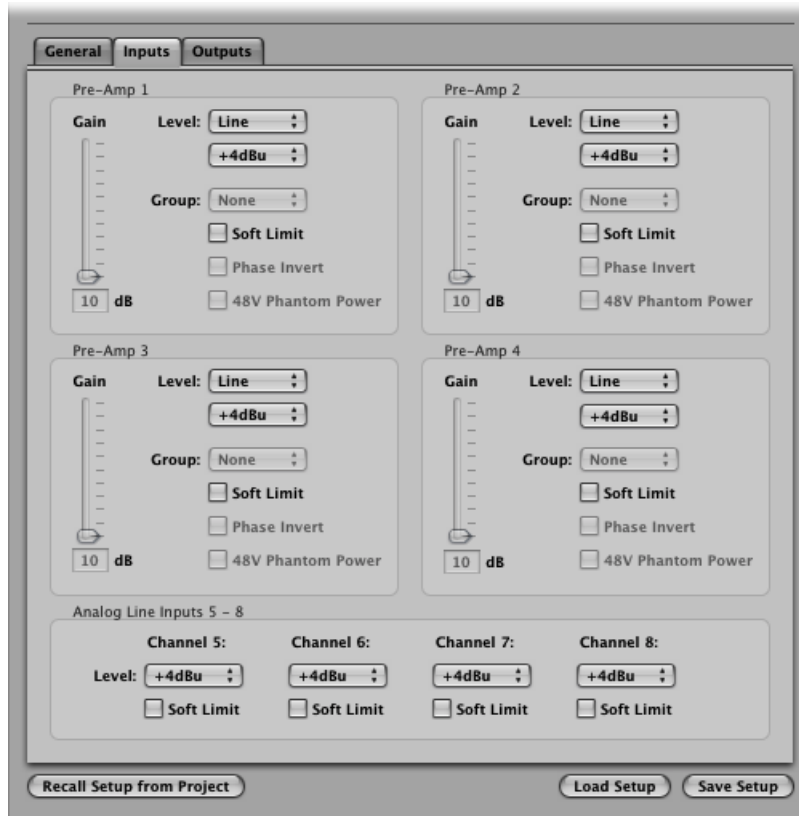 General Inputs Outputs
Pre-Amp 1
Gain Level: Line
+4dBu
Group: None
Soft Limit
Phase Invert
10 dB 48V Phantom Power
Pre-Amp 2
Gain Level: Line
+4dBu
Group: None
Soft Limit
Phase Invert
10 dB 48V Phantom Power
Pre-Amp 3
Gain Level: Line
+4dBu
Group: None
Soft Limit
Phase Invert
10 dB 48V Phantom Power
Pre-Amp 4
Gain Level: Line
+4dBu
Group: None
Soft Limit
Phase Invert
10 dB 48V Phantom Power
Analog Line Inputs 5 - 8
Channel 5: Channel 6: Channel 7: Channel 8:
Level: +4dBu +4dBu +4dBu +4dBu
Soft Limit Soft Limit Soft Limit Soft Limit
Recall Setup from Project Load Setup Save Setup